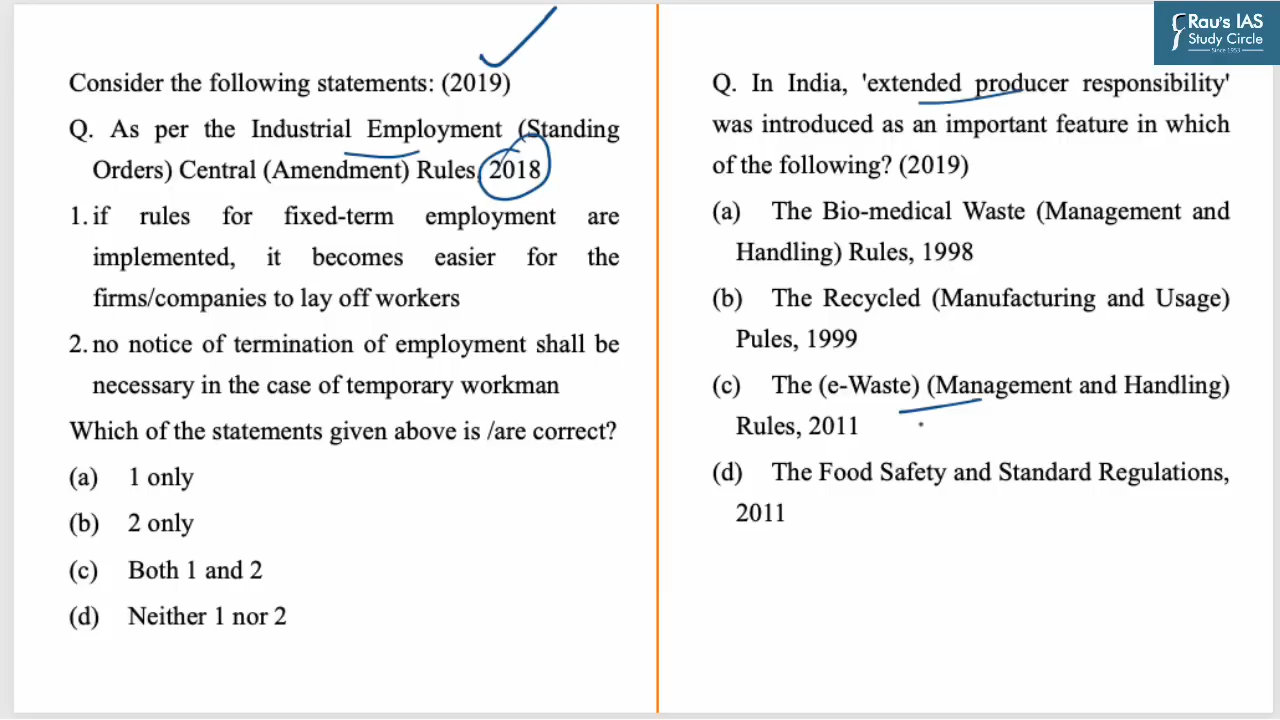 Rau's IAS
Study Circle
Since 1953
Consider the following statements: (2019)
Q. As per the Industrial Employment (Standing
Orders) Central (Amendment) Rules, 2018
1. if rules for fixed-term employment are
implemented, it becomes easier for the
firms/companies to lay off workers
2. no notice of termination of employment shall be
necessary in the case of temporary workman
Which of the statements given above is /are correct?
(a) 1 only
(b) 2 only
(c) Both 1 and 2
(d) Neither 1 nor 2
Q. In India, 'extended producer responsibility'
was introduced as an important feature in which
of the following? (2019)
(a) The Bio-medical Waste (Management and
Handling) Rules, 1998
(b) The Recycled (Manufacturing and Usage)
Pules, 1999
(c) The (e-Waste) (Management and Handling)
Rules, 2011
(d) The Food Safety and Standard Regulations,
2011